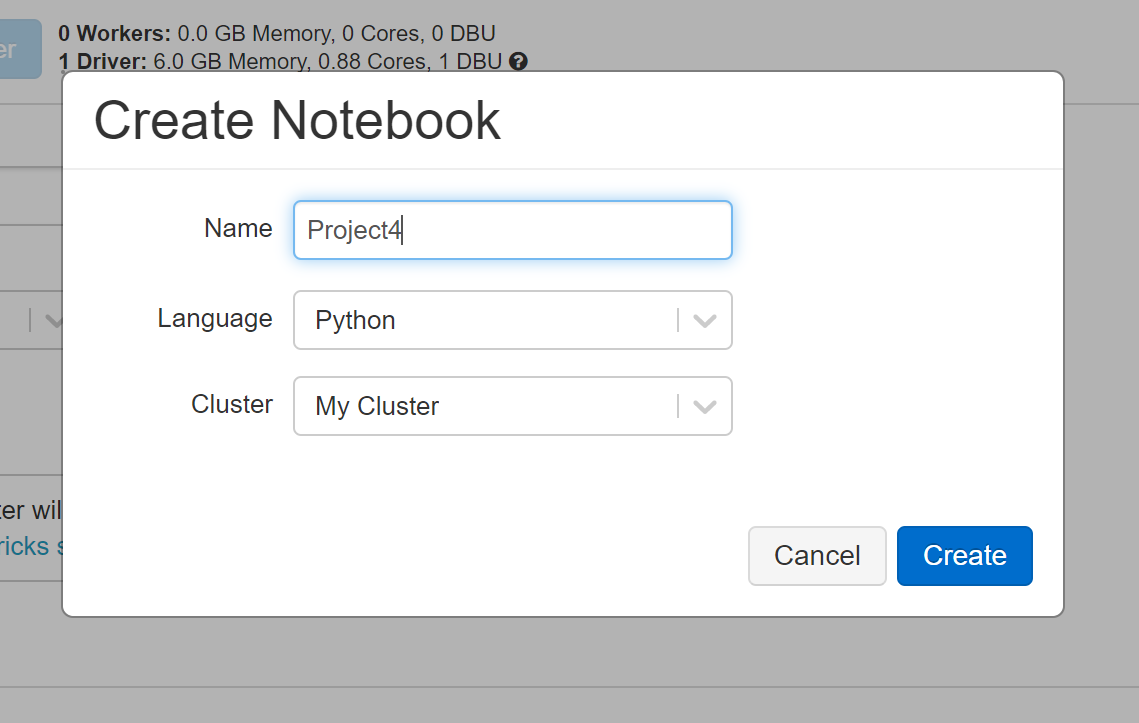 0 Workers: 0.0 GB Memory, 0 Cores, 0 DBU
1 Driver: 6.0 GB Memory, 0.88 Cores, 1 DBU ?
Create Notebook
Name Project4
Language Python
Cluster My Cluster
Cancel Create